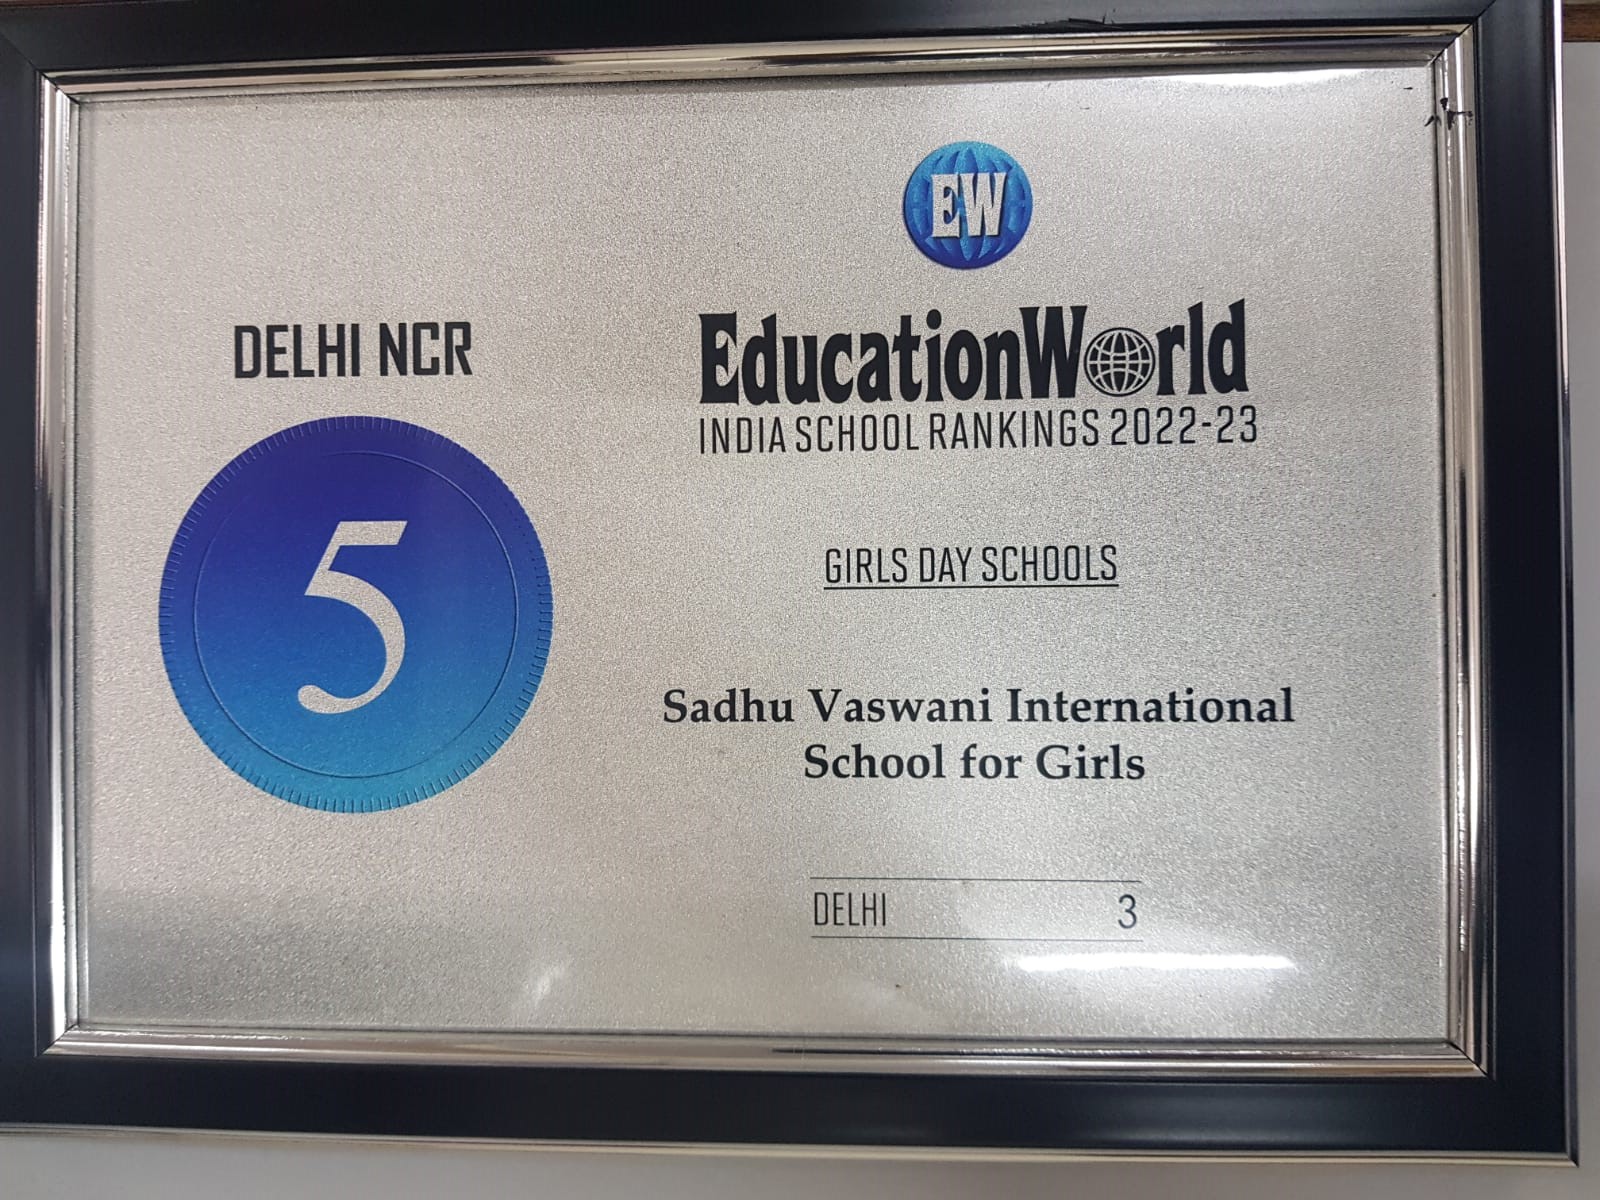 DELHI NCR
5
EW
EducationWorld
INDIA SCHOOL RANKINGS 2022-23
GIRLS DAY SCHOOLS
Sadhu Vaswani International
School for Girls
DELHI 3